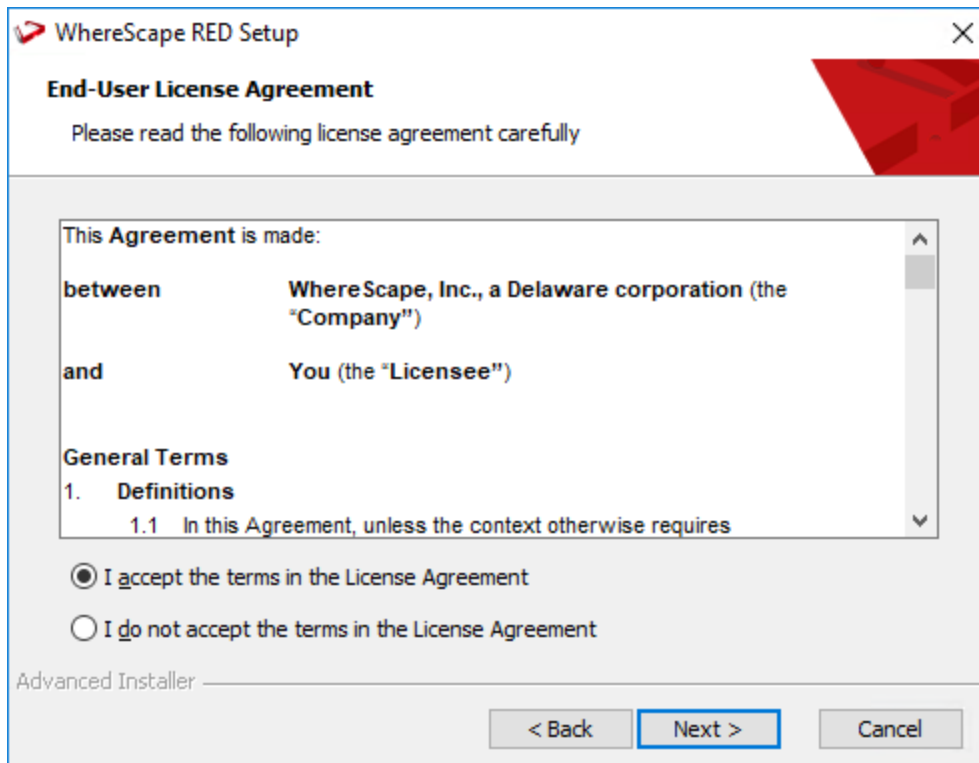 WhereScape RED Setup
End-User License Agreement
Please read the following license agreement carefully
This Agreement is made:
between WhereScape, Inc., a Delaware corporation (the
“Company”)
and You (the “Licensee”)
General Terms
1. Definitions
1.1 In this Agreement, unless the context otherwise requires
I accept the terms in the License Agreement
I do not accept the terms in the License Agreement
Advanced Installer
< Back Next > Cancel